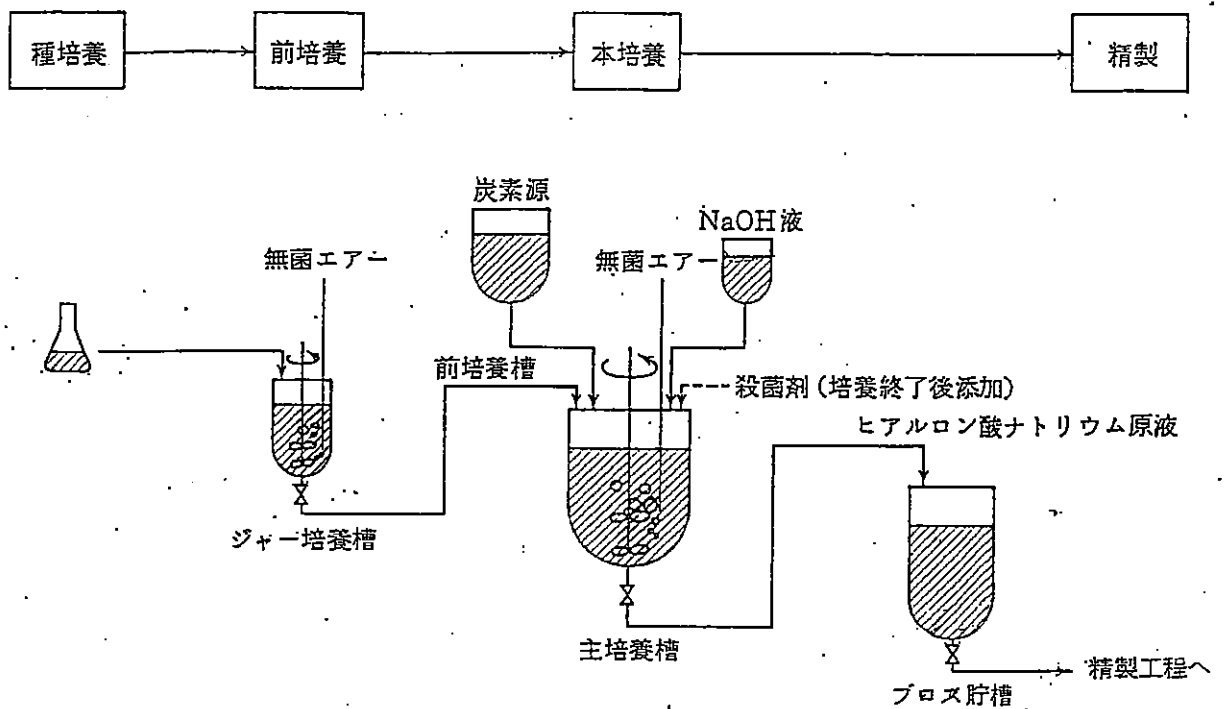 種培養
前培養
本培養
精製
炭素源
NaOH液
無菌エアー
無菌エアー
前培養槽
殺菌剤(培養終了後添加)
ヒアルロン酸ナトリウム原液
ジャー培養槽
主培養槽
精製工程へ
ブロス貯槽